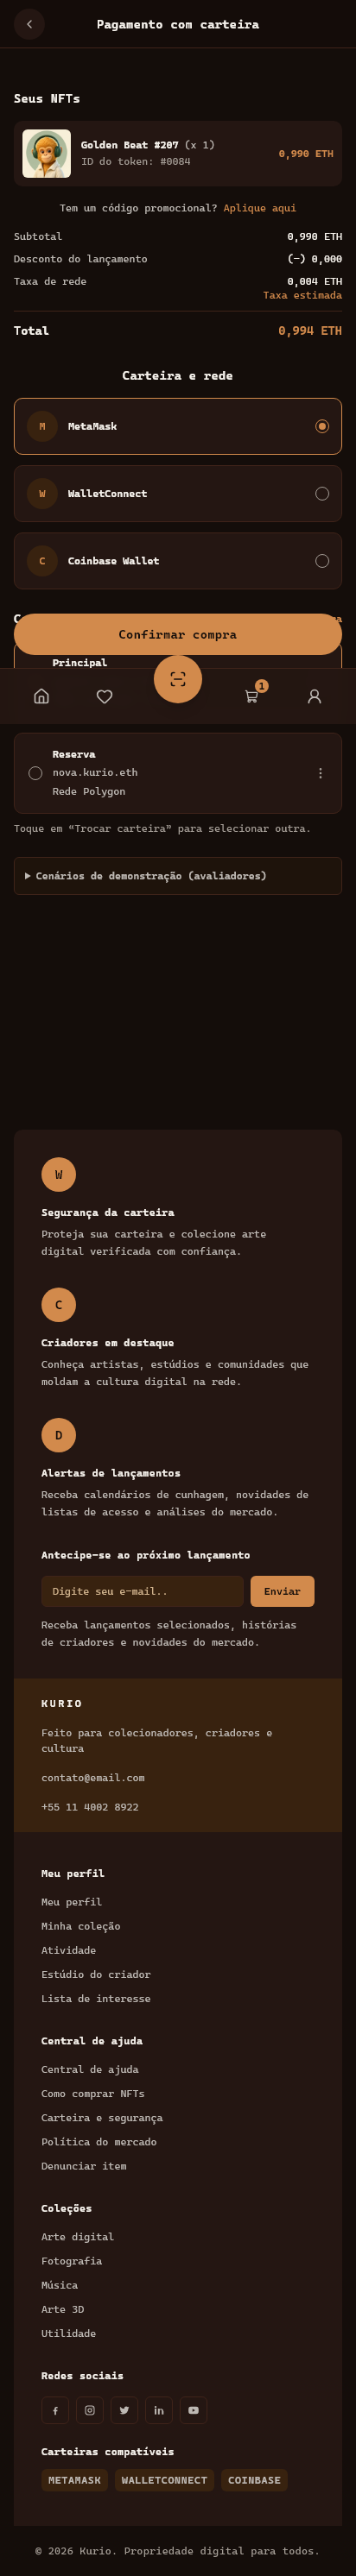 Pagamento com carteira
Seus NFTs
Golden Beat #207 (x 1)
ID do token: #0084
0,990 ETH
Tem um código promocional? Aplique aqui
Subtotal 0,990 ETH
Desconto do lançamento (−) 0,000
Taxa de rede 0,004 ETH
Taxa estimada
Total 0,994 ETH
Carteira e rede
M MetaMask
W WalletConnect
C Coinbase Wallet
Confirmar compra
Principal
1
Reserva
nova.kurio.eth
Rede Polygon
Toque em “Trocar carteira” para selecionar outra.
Cenários de demonstração (avaliadores)
W
Segurança da carteira
Proteja sua carteira e colecione arte
digital verificada com confiança.
C
Criadores em destaque
Conheça artistas, estúdios e comunidades que
moldam a cultura digital na rede.
D
Alertas de lançamentos
Receba calendários de cunhagem, novidades de
listas de acesso e análises do mercado.
Antecipe-se ao próximo lançamento
Digite seu e-mail..
Enviar
Receba lançamentos selecionados, histórias
de criadores e novidades do mercado.
KURIO
Feito para colecionadores, criadores e
cultura
contato@email.com
+55 11 4002 8922
Meu perfil
Meu perfil
Minha coleção
Atividade
Estúdio do criador
Lista de interesse
Central de ajuda
Central de ajuda
Como comprar NFTs
Carteira e segurança
Política do mercado
Denunciar item
Coleções
Arte digital
Fotografia
Música
Arte 3D
Utilidade
Redes sociais
Carteiras compatíveis
METAMASK WALLETCONNECT COINBASE
© 2026 Kurio. Propriedade digital para todos.